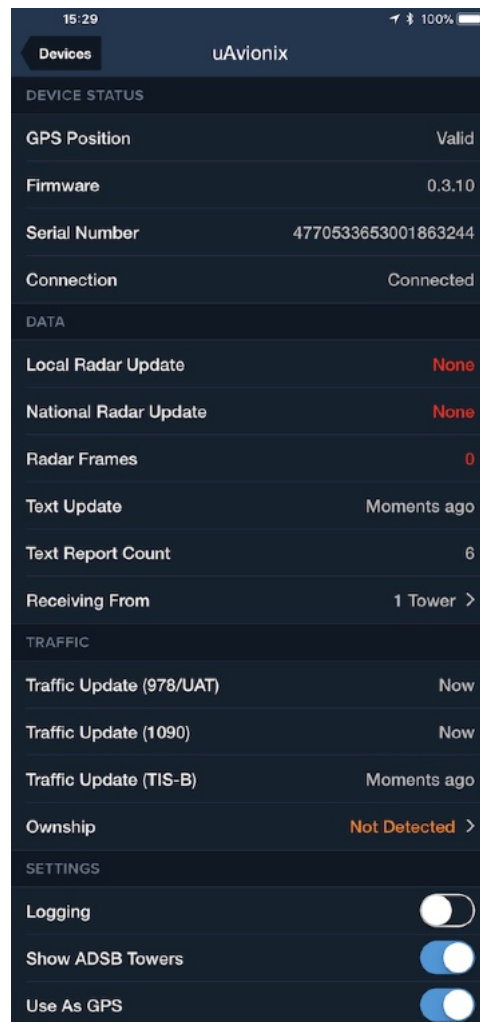 15:29 100%
Devices uAvionix
DEVICE STATUS
GPS Position Valid
Firmware 0.3.10
Serial Number 4770533653001863244
Connection Connected
DATA
Local Radar Update None
National Radar Update None
Radar Frames 0
Text Update Moments ago
Text Report Count 6
Receiving From 1 Tower >
TRAFFIC
Traffic Update (978/UAT) Now
Traffic Update (1090) Now
Traffic Update (TIS-B) Moments ago
Ownship Not Detected >
SETTINGS
Logging
Show ADSB Towers
Use As GPS